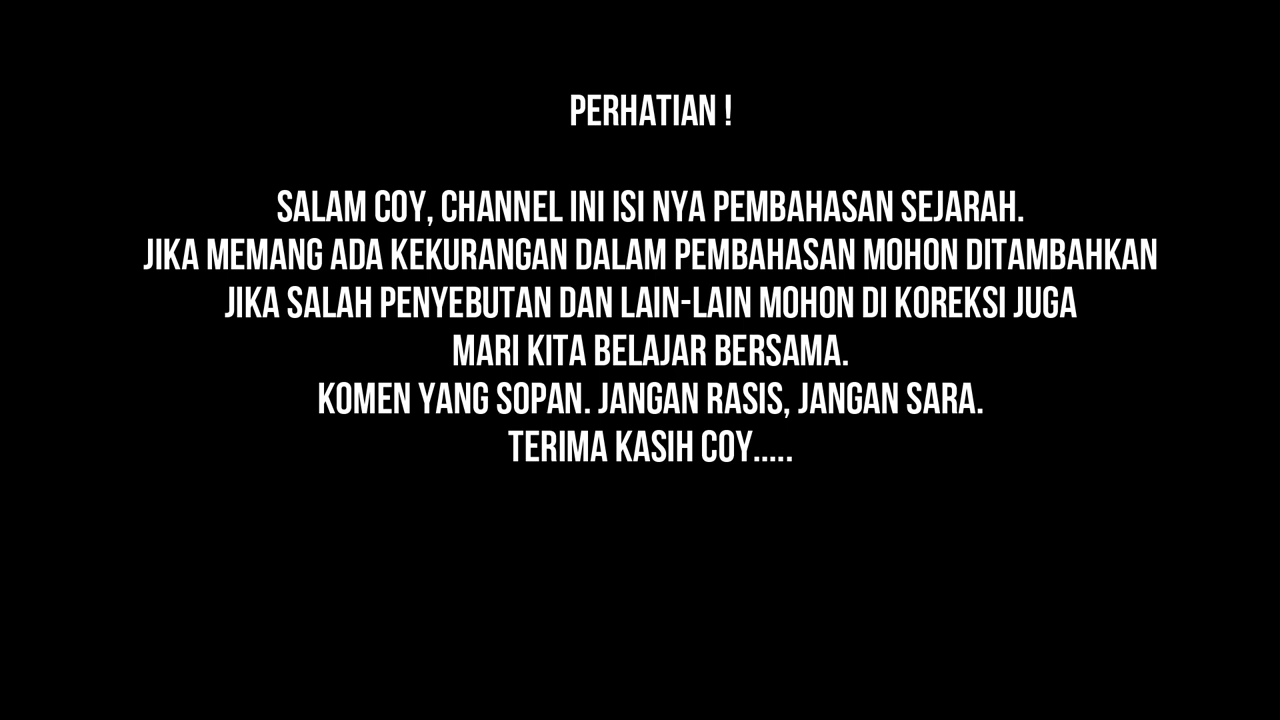 PERHATIAN !
SALAM COY, CHANNEL INI ISI NYA PEMBAHASAN SEJARAH.
JIKA MEMANG ADA KEKURANGAN DALAM PEMBAHASAN MOHON DITAMBAHKAN
JIKA SALAH PENYEBUTAN DAN LAIN-LAIN MOHON DI KOREKSI JUGA
MARI KITA BELAJAR BERSAMA.
KOMEN YANG SOPAN. JANGAN RASIS, JANGAN SARA.
TERIMA KASIH COY.....